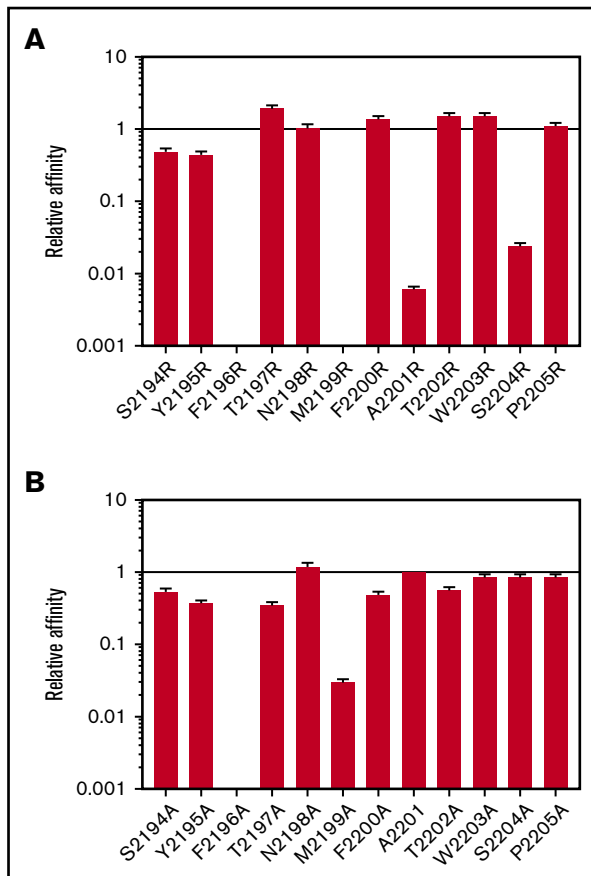 A
10
1
0.1
0.01
0.001
Relative affinity
S2194R
Y2195R
F2196R
T2197R
N2198R
M2199R
F2200R
A2201R
T2202R
W2203R
S2204R
P2205R
B
10
1
0.1
0.01
0.001
Relative affinity
S2194A
Y2195A
F2196A
T2197A
N2198A
M2199A
F2200A
A2201
T2202A
W2203A
S2204A
P2205A